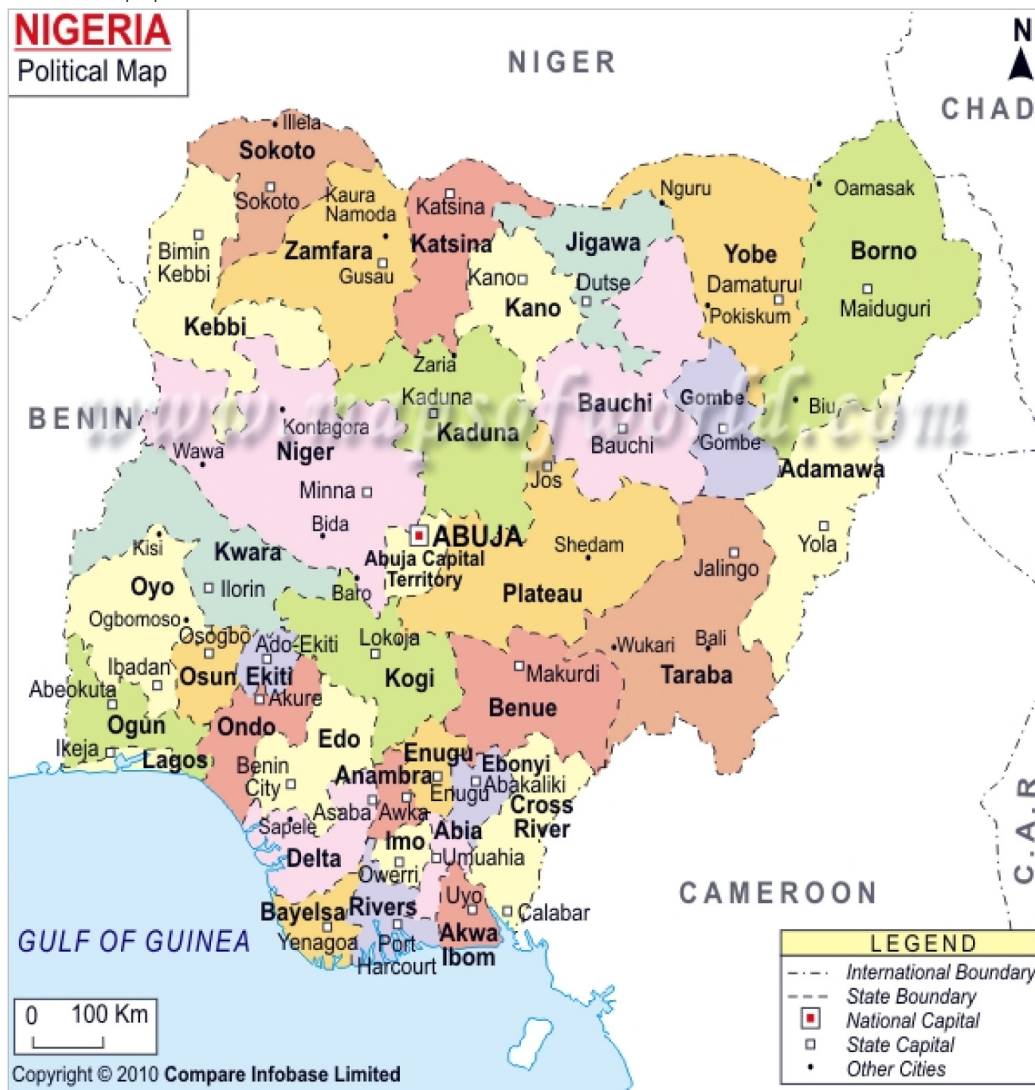 NIGERIA
Political Map
N
NIGER
CHAD
Illela
Sokoto
Sokoto
Kaura
Namoda
Katsina
Katsina
Nguru
Oamasak
Bimin
Kebbi
Zamfara
Gusau
Jigawa
Yobe
Borno
Kano
Kano
Dutse
Damaturu
Pokiskum
Maiduguri
Kebbi
Zaria
Kaduna
Kaduna
www.mapsofworld.com
BENIN
Kontagora
Niger
Wawa
Minna
Bida
Bauchi
Bauchi
Gombe
Gombe
Biu
Adamawa
Jos
ABUJA
Abuja Capital
Territory
Yola
Kisi
Kwara
Shedam
Jalingo
Oyo
Ilorin
Baro
Plateau
Ogbomoso
Osogbo
Ado-Ekiti
Lokoja
Wukari
Bali
Ibadan
Osun
Ekiti
Kogi
Makurdi
Taraba
Abeokuta
Akure
Benue
Ogun
Ondo
Edo
Ikeja
Lagos
Enugu
Enugu
Ebonyi
Abakaliki
Benin
City
Anambra
Cross
River
Asaba
Awka
Sapele
Imo
Abia
Delta
Umuahia
Owerri
C.A.R
Bayelsa
Rivers
Uyo
CAMEROON
Calabar
Yenagoa
Port
Harcourt
Akwa
Ibom
GULF OF GUINEA
LEGEND
International Boundary
State Boundary
National Capital
State Capital
Other Cities
0 100 Km
Copyright © 2010 Compare Infobase Limited